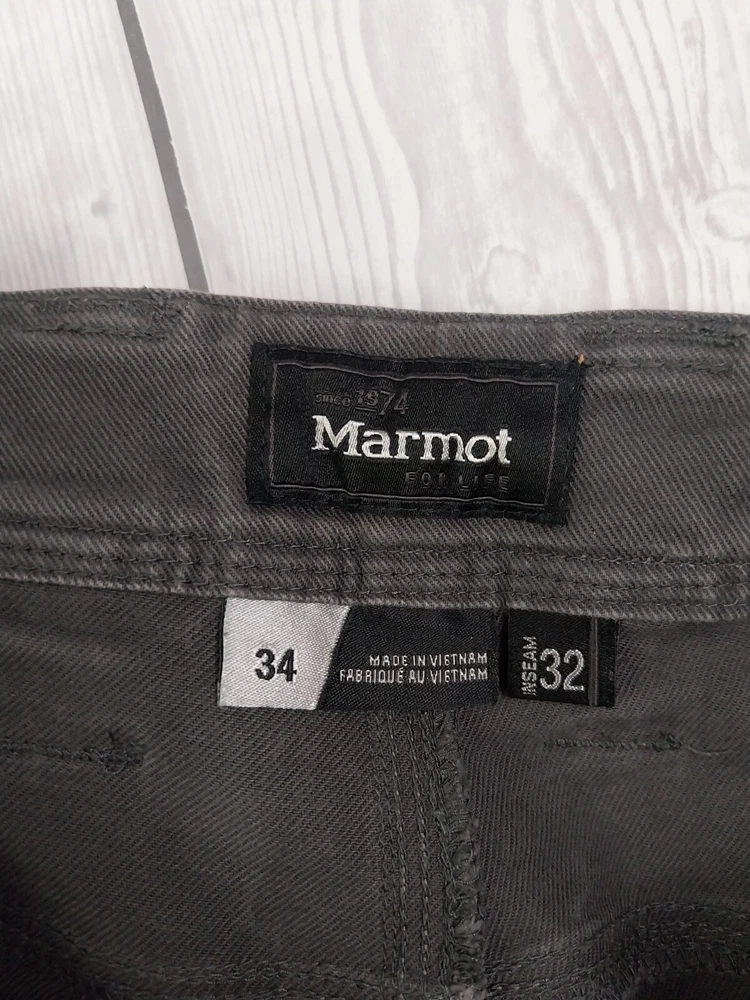 since 1974
Marmot
FOR LIFE
34
MADE IN VIETNAM
FABRIQUÉ AU VIETNAM
INSEAM
32